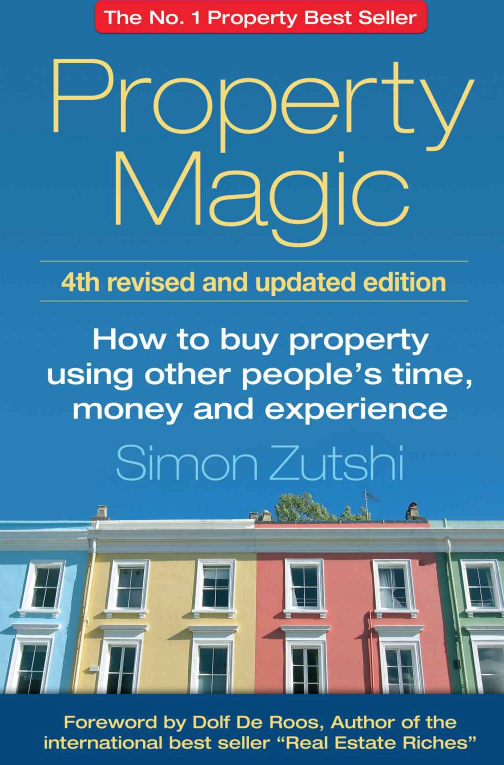 The No. 1 Property Best Seller
Property
Magic
4th revised and updated edition
How to buy property
using other people’s time,
money and experience
Simon Zutshi
Foreword by Dolf De Roos, Author of the
international best seller “Real Estate Riches”